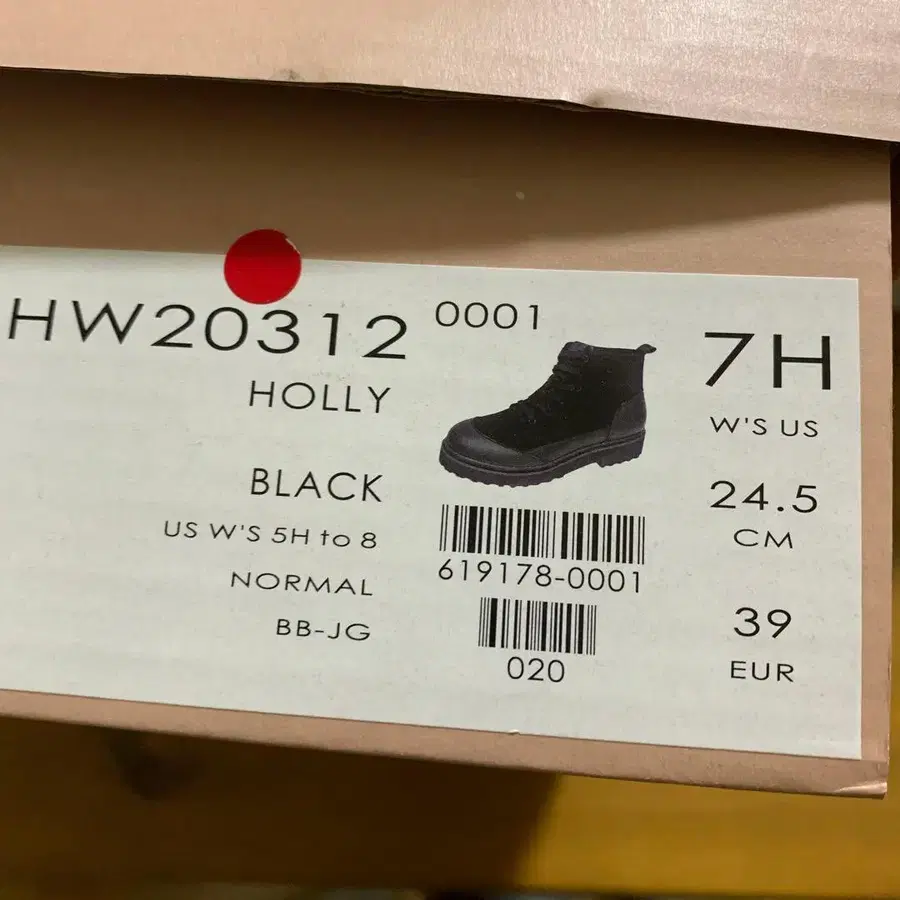 HW20312 0001
HOLLY
BLACK
US W'S 5H to 8
NORMAL
BB-JG
619178-0001
020
7H
W'S US
24.5
CM
39
EUR